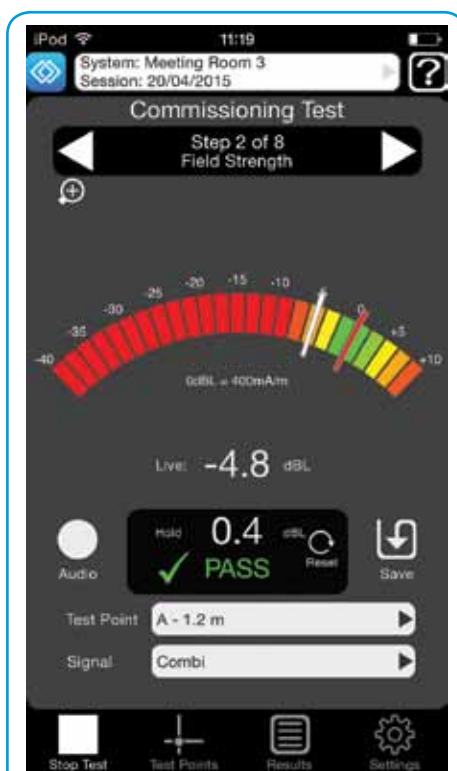 iPod 11:19
System: Meeting Room 3
Session: 20/04/2015
?
Commissioning Test
Step 2 of 8
Field Strength
-40 -35 -30 -25 -20 -15 -10 0 +5 +10
0dBL = 400mA/m
Live: -4.8 dBL
Hold 0.4 dBL
PASS Reset
Audio Save
Test Point A - 1.2 m
Signal Combi
Stop Test Test Points Results Settings